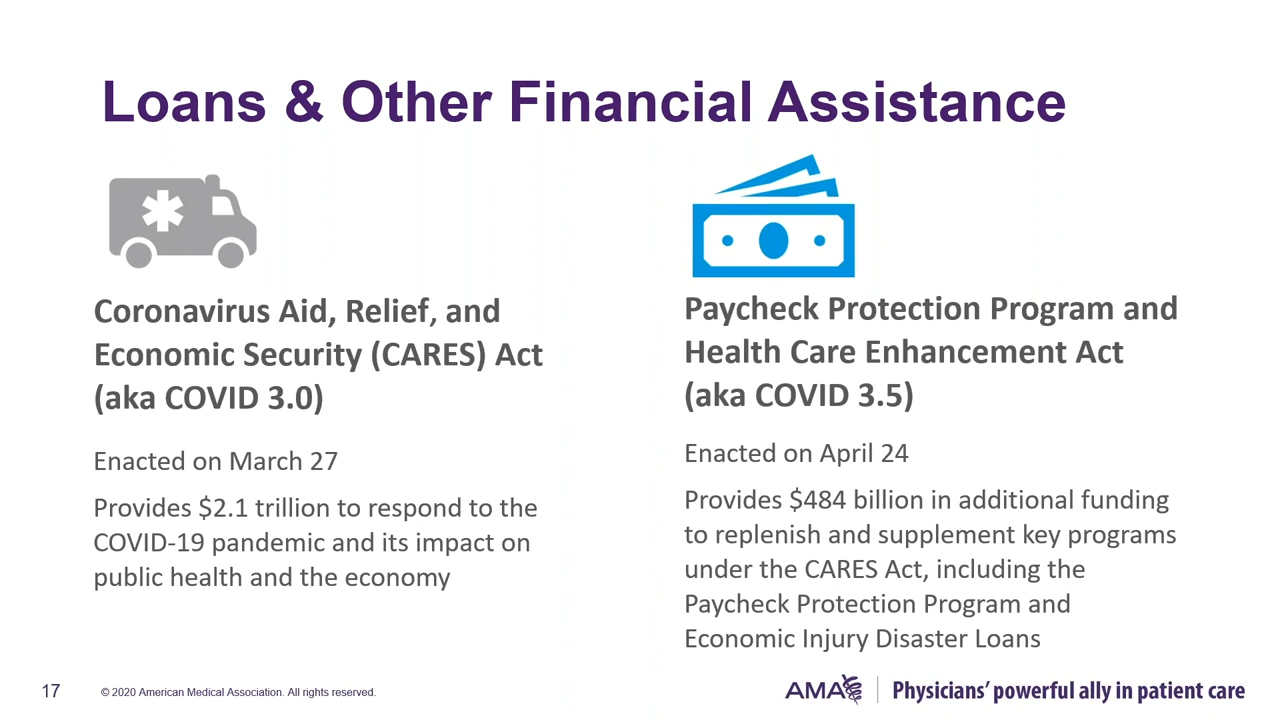 Loans & Other Financial Assistance
Coronavirus Aid, Relief, and
Economic Security (CARES) Act
(aka COVID 3.0)
Enacted on March 27
Provides $2.1 trillion to respond to the
COVID-19 pandemic and its impact on
public health and the economy
Paycheck Protection Program and
Health Care Enhancement Act
(aka COVID 3.5)
Enacted on April 24
Provides $484 billion in additional funding
to replenish and supplement key programs
under the CARES Act, including the
Paycheck Protection Program and
Economic Injury Disaster Loans
17
© 2020 American Medical Association. All rights reserved.
AMA
Physicians’ powerful ally in patient care